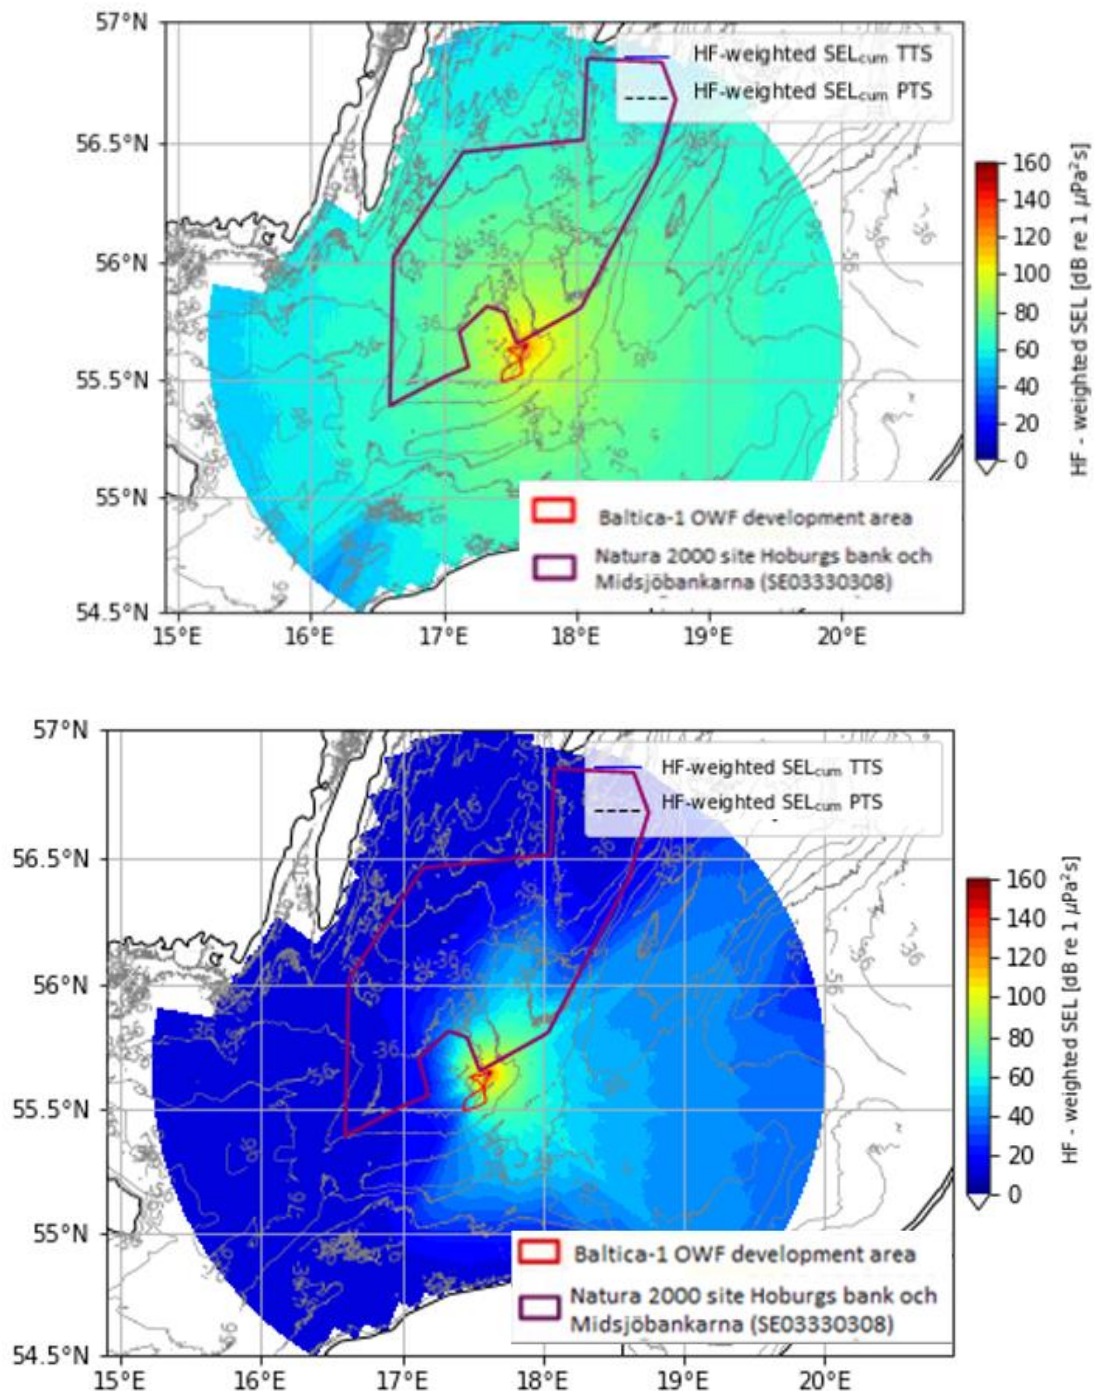 57°N
HF-weighted SELcum TTS
HF-weighted SELcum PTS
56.5°N
56°N
55.5°N
55°N
54.5°N
15°E 16°E 17°E 18°E 19°E 20°E
160
140
120
100
80
60
40
20
0
HF - weighted SEL [dB re 1 μPa²s]
Baltica-1 OWF development area
Natura 2000 site Hoburgs bank och
Midsjöbankarna (SE03330308)
57°N
HF-weighted SELcum TTS
HF-weighted SELcum PTS
56.5°N
56°N
55.5°N
55°N
54.5°N
15°E 16°E 17°E 18°E 19°E 20°E
160
140
120
100
80
60
40
20
0
HF - weighted SEL [dB re 1 μPa²s]
Baltica-1 OWF development area
Natura 2000 site Hoburgs bank och
Midsjöbankarna (SE03330308)